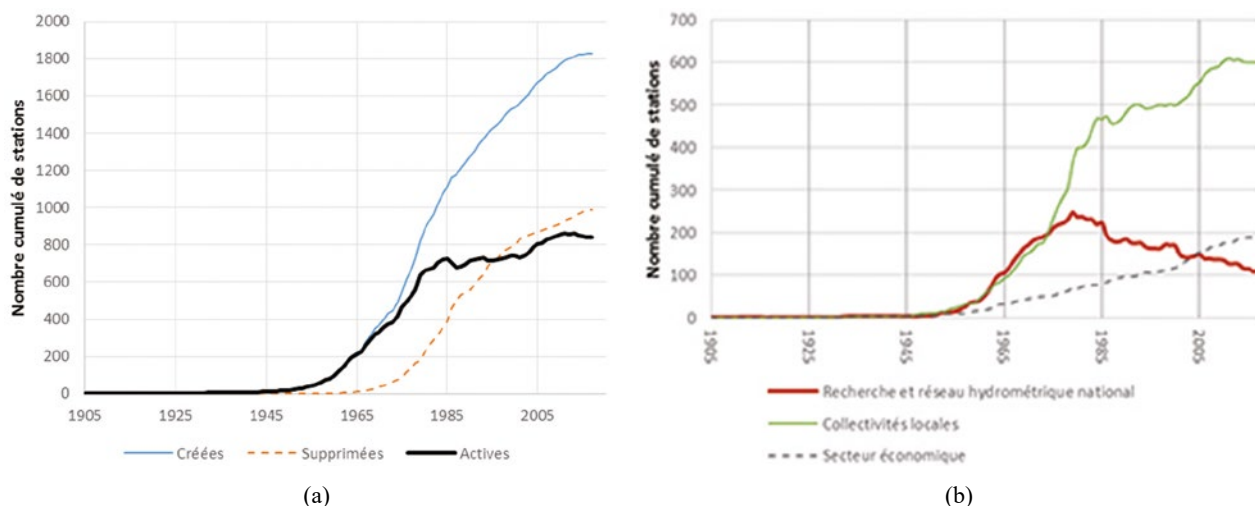 Nombre cumulé de stations
2000
1800
1600
1400
1200
1000
800
600
400
200
0
1905 1925 1945 1965 1985 2005
Créées Supprimées Actives
(a)
Nombre cumulé de stations
700
600
500
400
300
200
100
0
1905 1925 1945 1965 1985 2005
Recherche et réseau hydrométrique national
Collectivités locales
Secteur économique
(b)